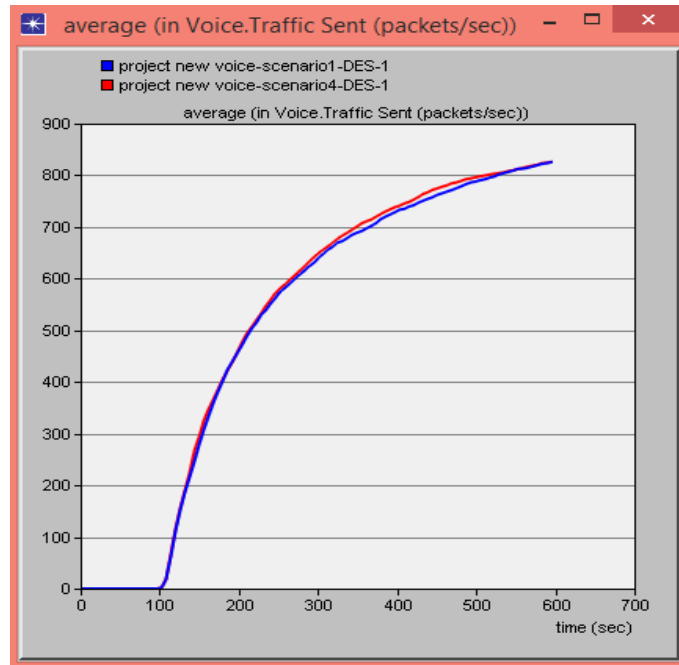 average (in Voice.Traffic Sent (packets/sec))
project new voice-scenario1-DES-1
project new voice-scenario4-DES-1
average (in Voice.Traffic Sent (packets/sec))
900
800
700
600
500
400
300
200
100
0
0 100 200 300 400 500 600 700
time (sec)